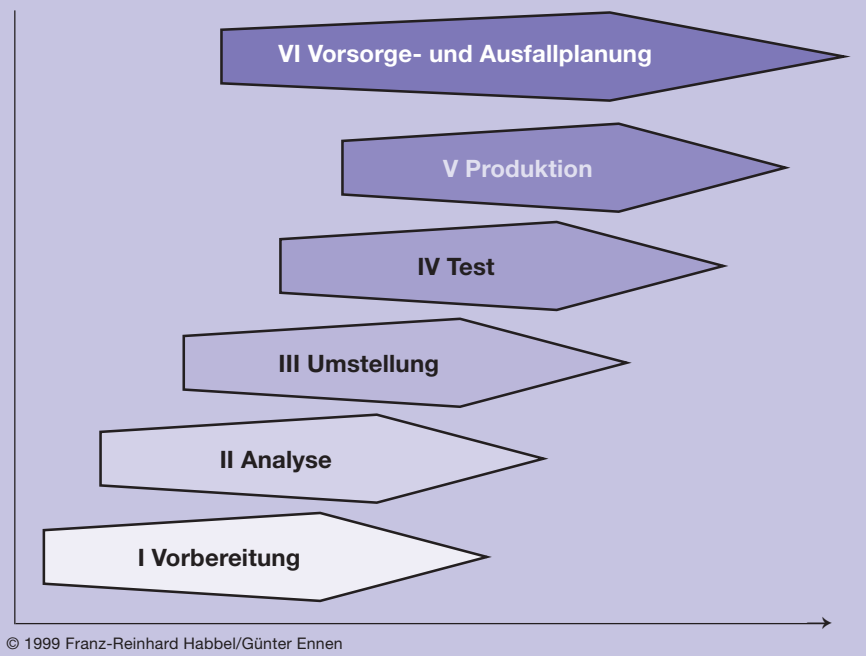 VI Vorsorge- und Ausfallplanung
V Produktion
IV Test
III Umstellung
II Analyse
I Vorbereitung
© 1999 Franz-Reinhard Habbel/Günter Ennen